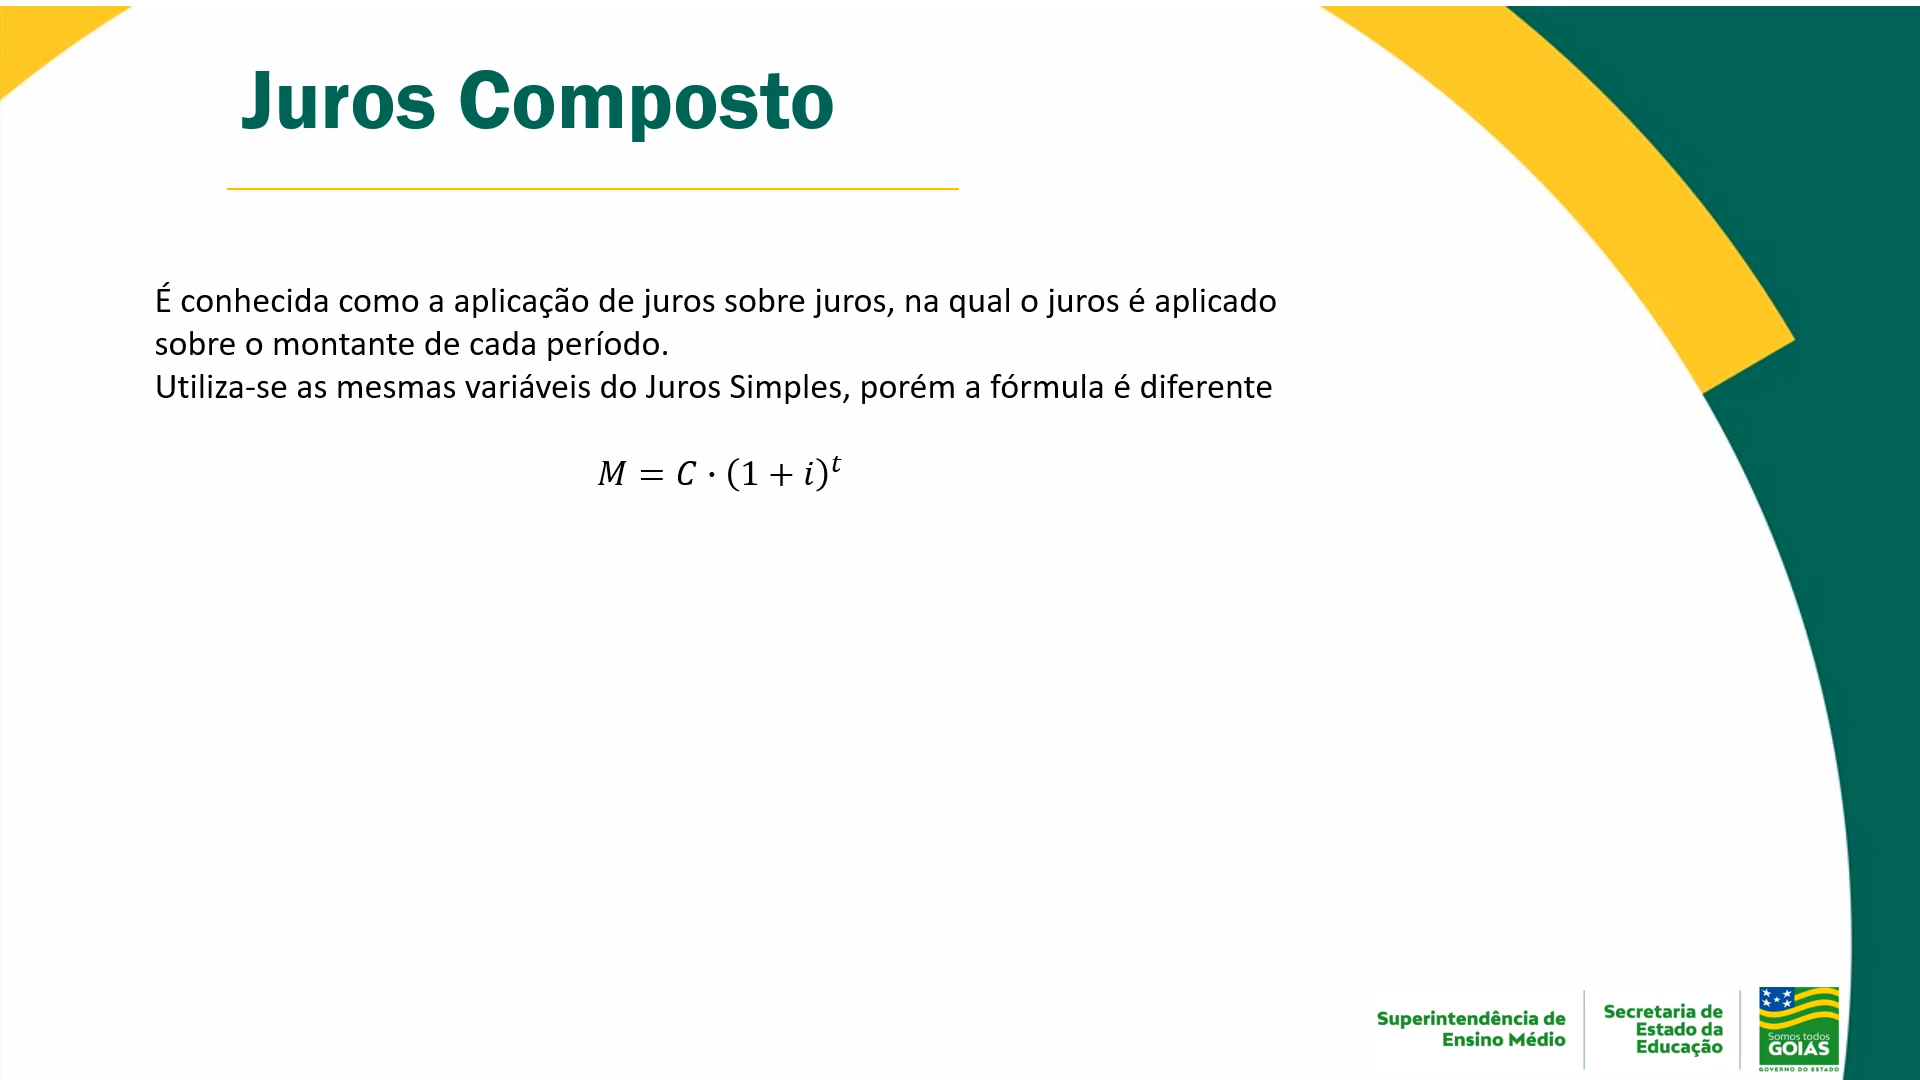 Juros Composto
É conhecida como a aplicação de juros sobre juros, na qual o juros é aplicado
sobre o montante de cada período.
Utiliza-se as mesmas variáveis do Juros Simples, porém a fórmula é diferente
M = C · (1 + i)^t
Superintendência de
Ensino Médio
Secretaria de
Estado da
Educação
Somos todos
GOIÁS
GOVERNO DO ESTADO